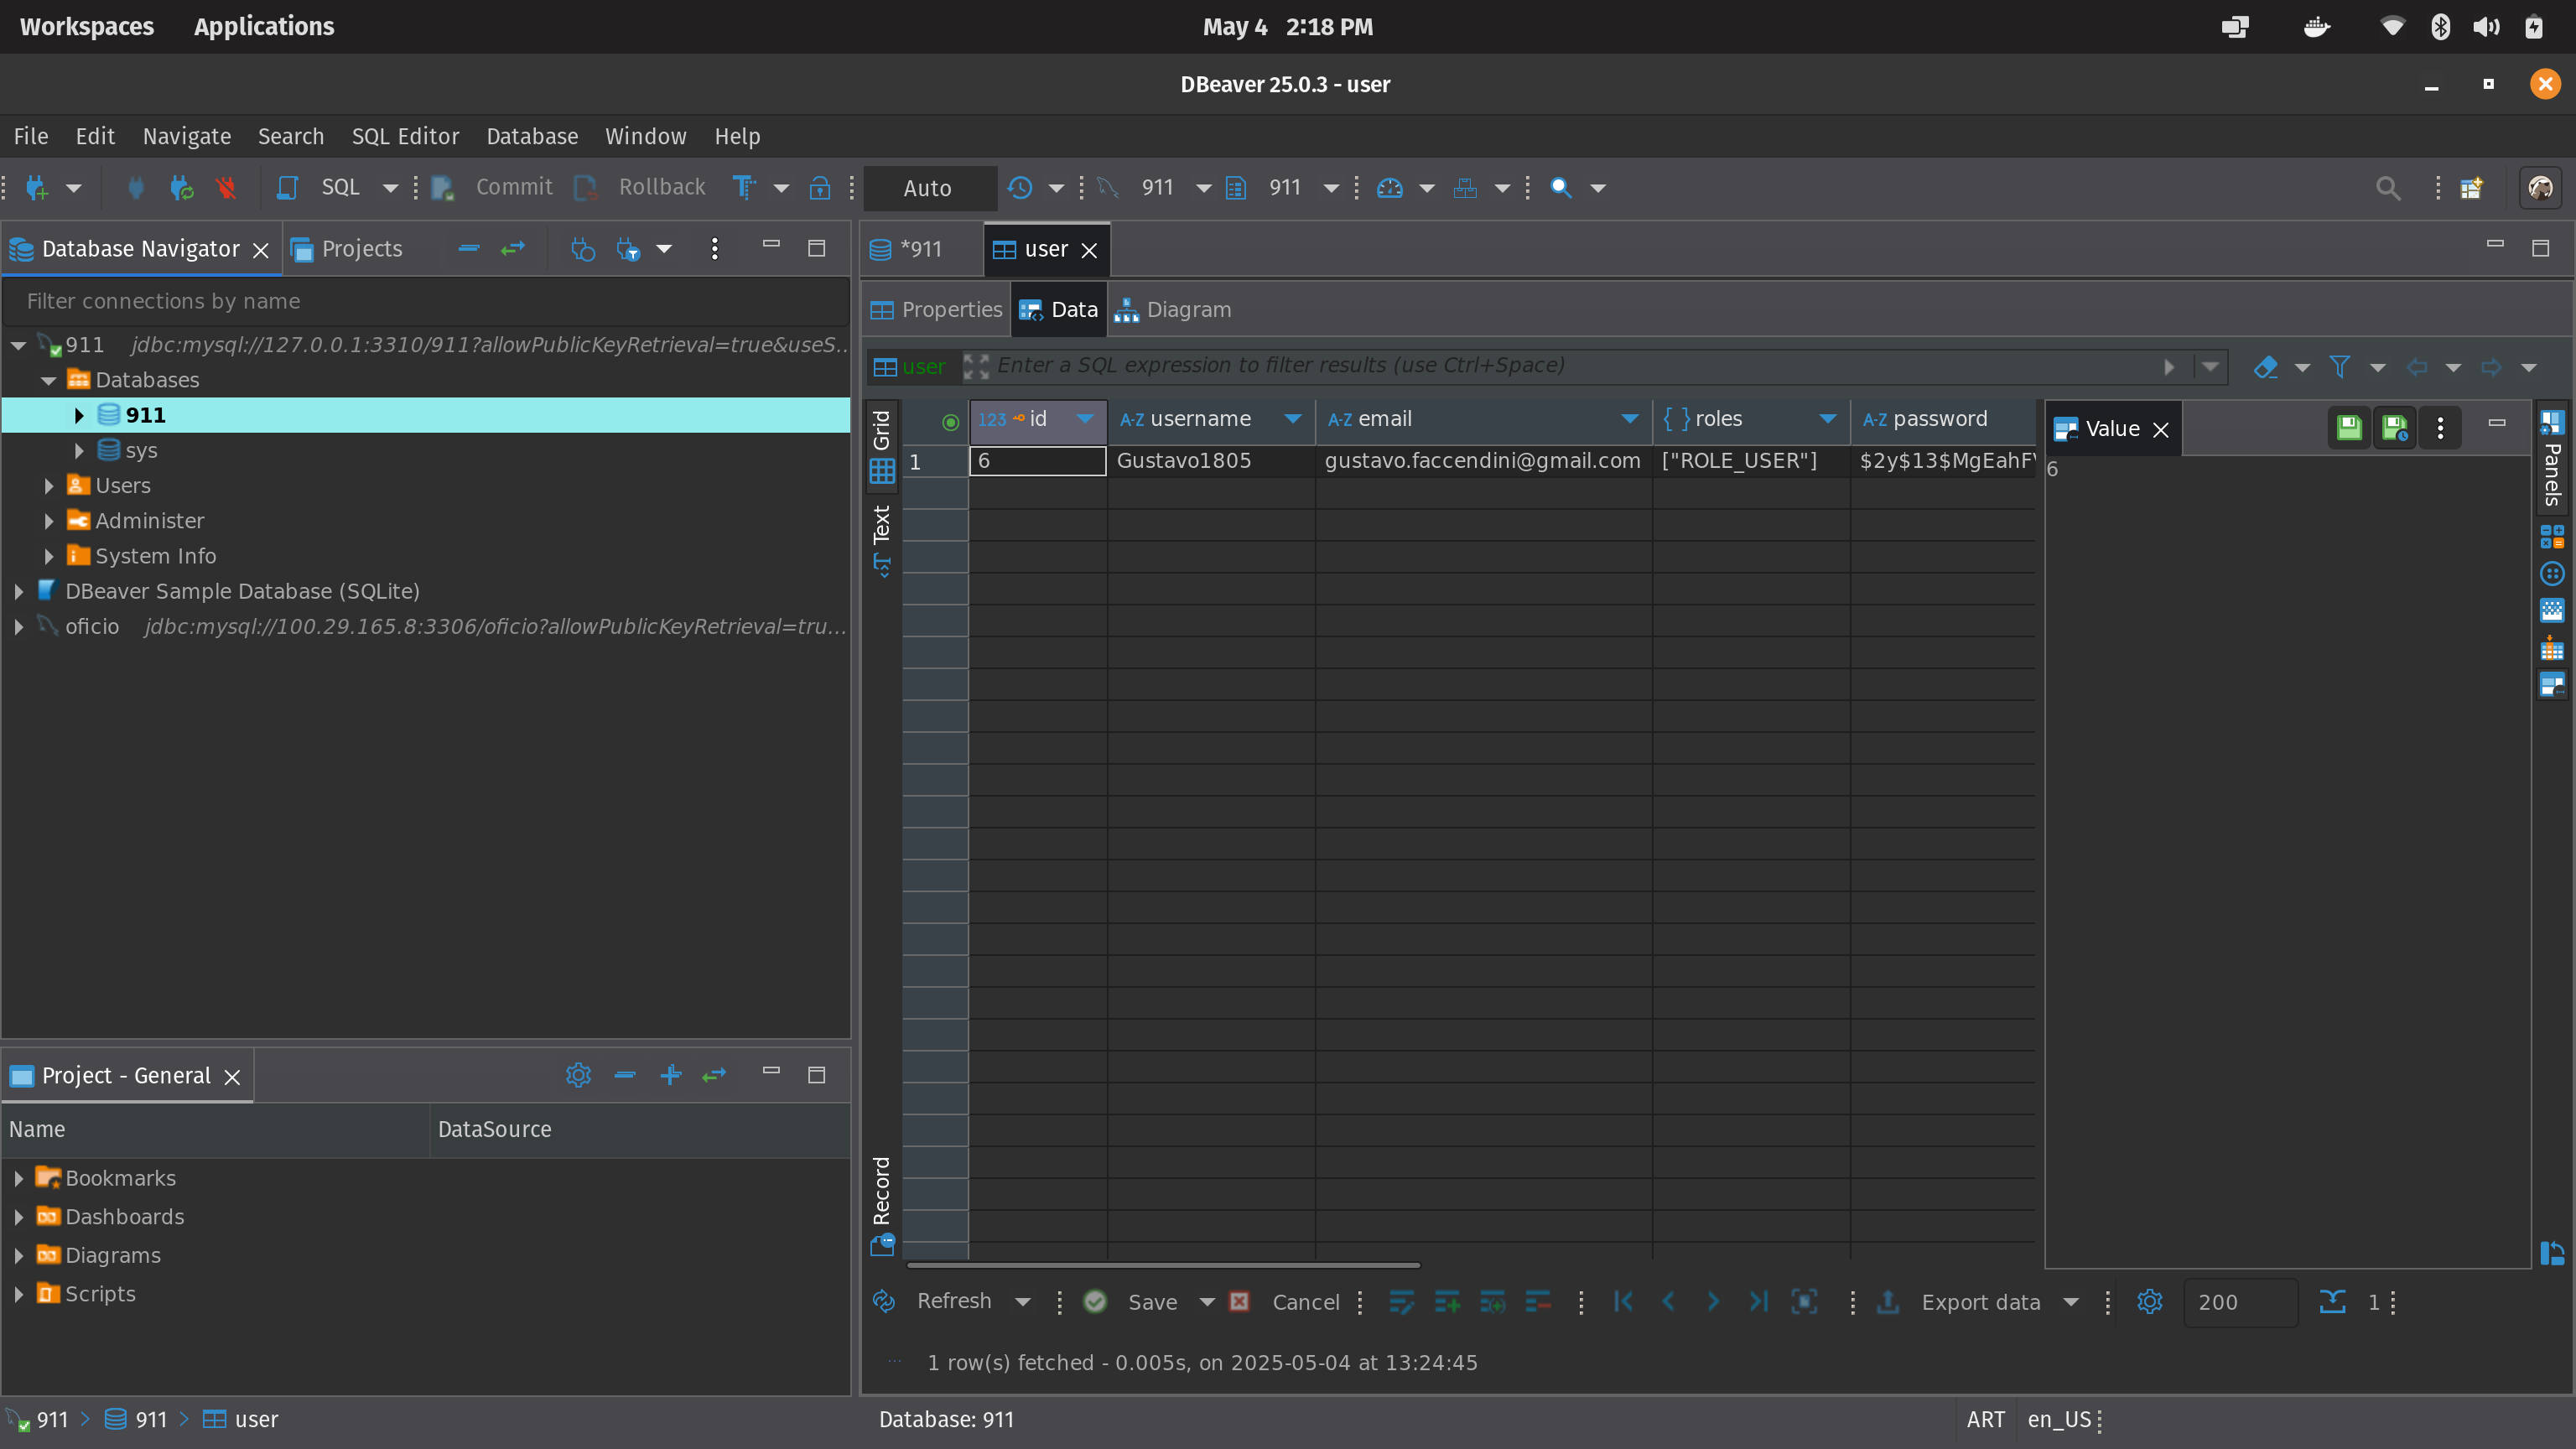 Workspaces Applications May 4 2:18 PM
DBeaver 25.0.3 - user
File Edit Navigate Search SQL Editor Database Window Help
SQL Commit Rollback Auto 911 911
Database Navigator Projects
Filter connections by name
911 jdbc:mysql://127.0.0.1:3310/911?allowPublicKeyRetrieval=true&useS...
Databases
911
sys
Users
Administer
System Info
DBeaver Sample Database (SQLite)
oficio jdbc:mysql://100.29.165.8:3306/oficio?allowPublicKeyRetrieval=tru...
Project - General
Name DataSource
Bookmarks
Dashboards
Diagrams
Scripts
*911 user
Properties Data Diagram
user Enter a SQL expression to filter results (use Ctrl+Space)
Grid
Text
Record
123 id A-Z username A-Z email { } roles A-Z password
1 6 Gustavo1805 gustavo.faccendini@gmail.com ["ROLE_USER"] $2y$13$MgEahF
Value
6
Panels
Refresh Save Cancel Export data 200 1
1 row(s) fetched - 0.005s, on 2025-05-04 at 13:24:45
911 911 user Database: 911 ART en_US